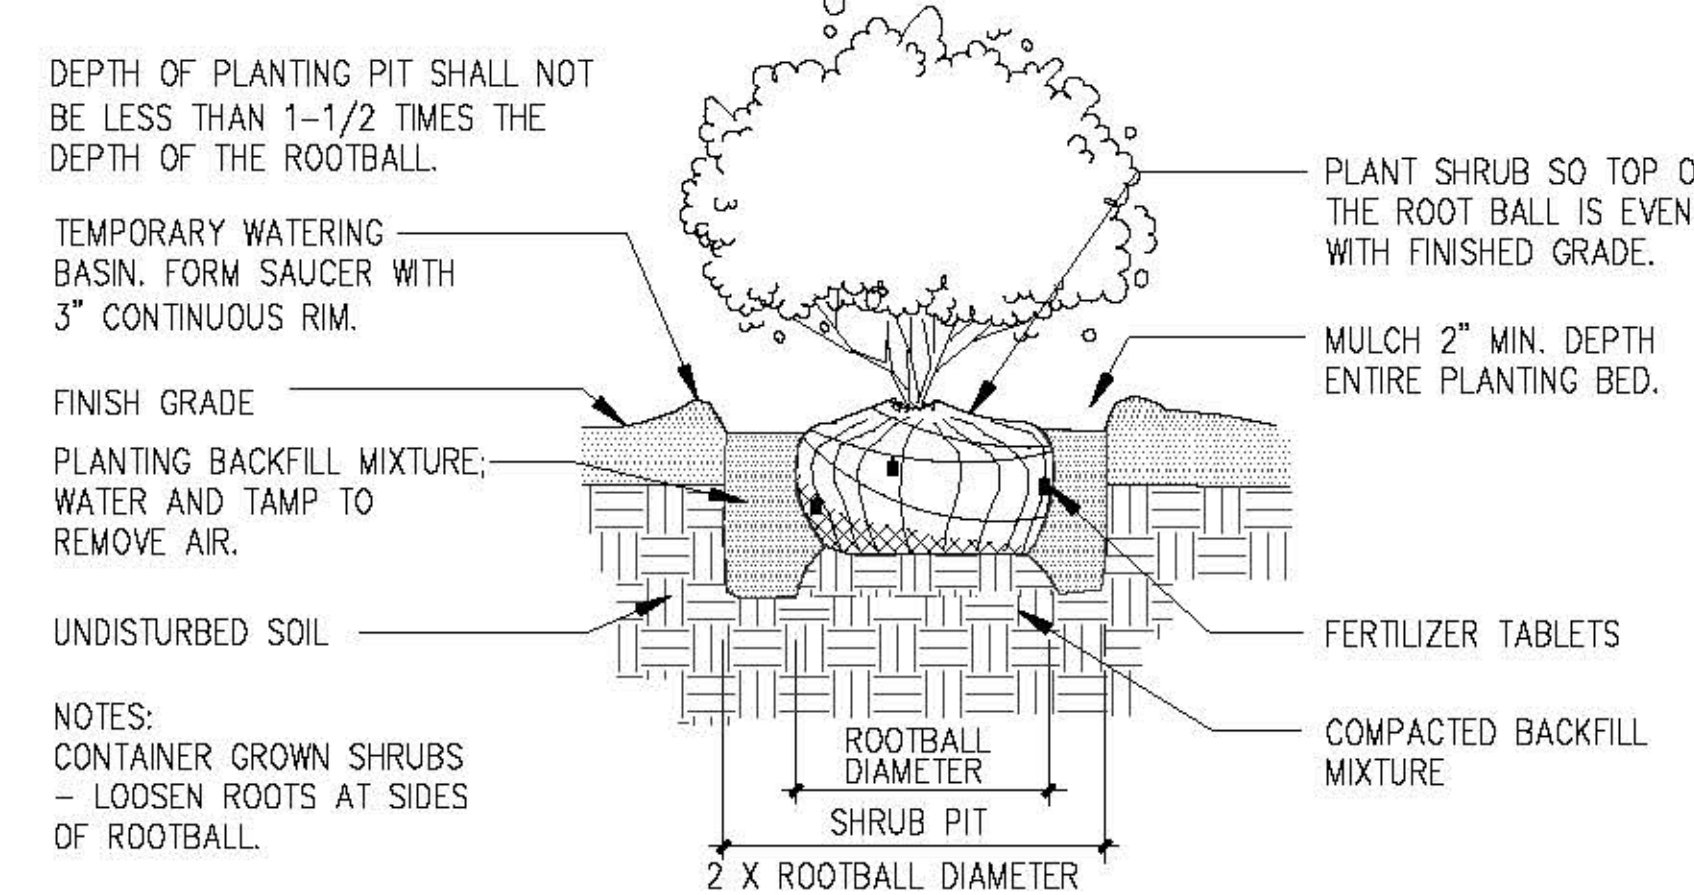 DEPTH OF PLANTING PIT SHALL NOT
BE LESS THAN 1-1/2 TIMES THE
DEPTH OF THE ROOTBALL.
TEMPORARY WATERING
BASIN. FORM SAUCER WITH
3" CONTINUOUS RIM.
FINISH GRADE
PLANTING BACKFILL MIXTURE;
WATER AND TAMP TO
REMOVE AIR.
UNDISTURBED SOIL
NOTES:
CONTAINER GROWN SHRUBS
- LOOSEN ROOTS AT SIDES
OF ROOTBALL.
PLANT SHRUB SO TOP
THE ROOT BALL IS EVEN
WITH FINISHED GRADE.
MULCH 2" MIN. DEPTH
ENTIRE PLANTING BED.
FERTILIZER TABLETS
COMPACTED BACKFILL
MIXTURE
ROOTBALL
DIAMETER
SHRUB PIT
2 X ROOTBALL DIAMETER